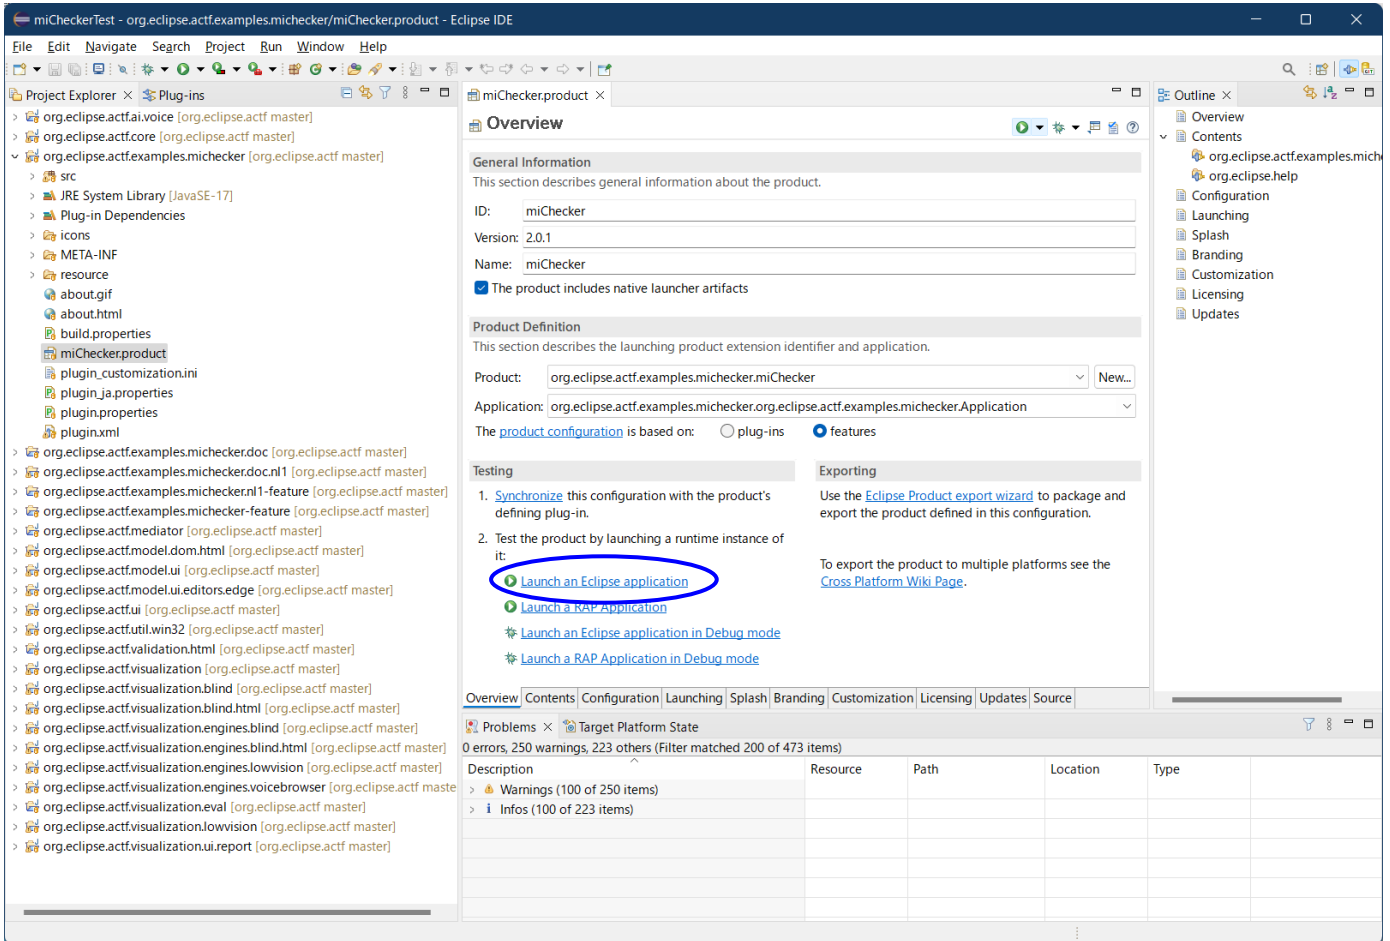 miCheckerTest - org.eclipse.actf.examples.michecker/miChecker.product - Eclipse IDE
File Edit Navigate Search Project Run Window Help
Project Explorer
Plug-ins
org.eclipse.actf.ai.voice [org.eclipse.actf master]
org.eclipse.actf.core [org.eclipse.actf master]
org.eclipse.actf.examples.michecker [org.eclipse.actf master]
src
JRE System Library [JavaSE-17]
Plug-in Dependencies
icons
META-INF
resource
about.gif
about.html
build.properties
miChecker.product
plugin_customization.ini
plugin_ja.properties
plugin.properties
plugin.xml
org.eclipse.actf.examples.michecker.doc [org.eclipse.actf master]
org.eclipse.actf.examples.michecker.doc.nl1 [org.eclipse.actf master]
org.eclipse.actf.examples.michecker.nl1-feature [org.eclipse.actf master]
org.eclipse.actf.examples.michecker-feature [org.eclipse.actf master]
org.eclipse.actf.mediator [org.eclipse.actf master]
org.eclipse.actf.model.dom.html [org.eclipse.actf master]
org.eclipse.actf.model.ui [org.eclipse.actf master]
org.eclipse.actf.model.ui.editors.edge [org.eclipse.actf master]
org.eclipse.actf.ui [org.eclipse.actf master]
org.eclipse.actf.util.win32 [org.eclipse.actf master]
org.eclipse.actf.validation.html [org.eclipse.actf master]
org.eclipse.actf.visualization [org.eclipse.actf master]
org.eclipse.actf.visualization.blind [org.eclipse.actf master]
org.eclipse.actf.visualization.blind.html [org.eclipse.actf master]
org.eclipse.actf.visualization.engines.blind [org.eclipse.actf master]
org.eclipse.actf.visualization.engines.blind.html [org.eclipse.actf master]
org.eclipse.actf.visualization.engines.lowvision [org.eclipse.actf master]
org.eclipse.actf.visualization.engines.voicebrowser [org.eclipse.actf maste
org.eclipse.actf.visualization.eval [org.eclipse.actf master]
org.eclipse.actf.visualization.lowvision [org.eclipse.actf master]
org.eclipse.actf.visualization.ui.report [org.eclipse.actf master]
miChecker.product
Overview
General Information
This section describes general information about the product.
ID: miChecker
Version: 2.0.1
Name: miChecker
The product includes native launcher artifacts
Product Definition
This section describes the launching product extension identifier and application.
Product: org.eclipse.actf.examples.michecker.miChecker New...
Application: org.eclipse.actf.examples.michecker.org.eclipse.actf.examples.michecker.Application
The product configuration is based on: plug-ins features
Testing
1. Synchronize this configuration with the product's
defining plug-in.
2. Test the product by launching a runtime instance of
it:
Launch an Eclipse application
Launch a RAP Application
Launch an Eclipse application in Debug mode
Launch a RAP Application in Debug mode
Exporting
Use the Eclipse Product export wizard to package and
export the product defined in this configuration.
To export the product to multiple platforms see the
Cross Platform Wiki Page.
Overview Contents Configuration Launching Splash Branding Customization Licensing Updates Source
Outline
Overview
Contents
org.eclipse.actf.examples.mich
org.eclipse.help
Configuration
Launching
Splash
Branding
Customization
Licensing
Updates
Problems
Target Platform State
0 errors, 250 warnings, 223 others (Filter matched 200 of 473 items)
Description Resource Path Location Type
Warnings (100 of 250 items)
Infos (100 of 223 items)